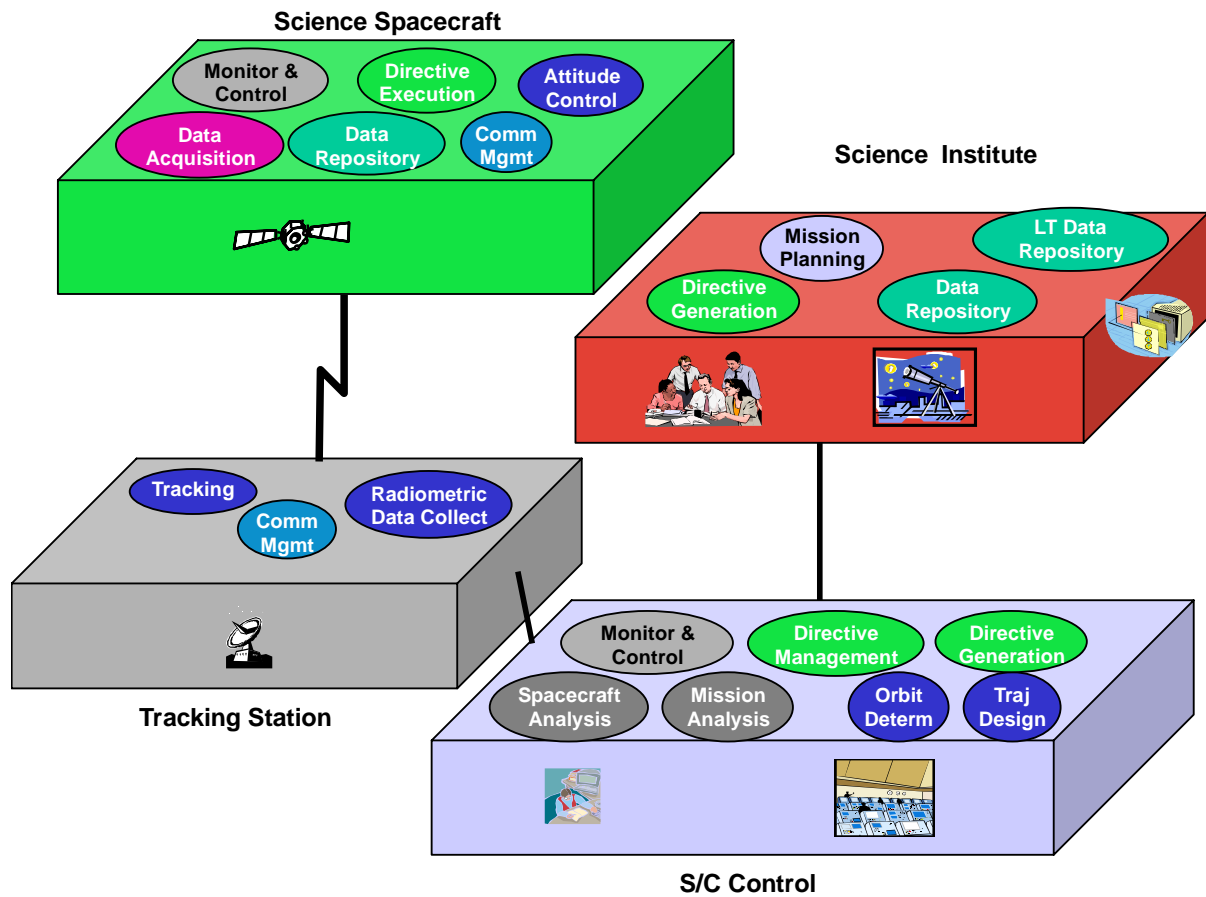 Science Spacecraft
Monitor &
Control
Directive
Execution
Attitude
Control
Data
Acquisition
Data
Repository
Comm
Mgmt
Science Institute
Mission
Planning
LT Data
Repository
Directive
Generation
Data
Repository
Tracking
Comm
Mgmt
Radiometric
Data Collect
Tracking Station
Monitor &
Control
Directive
Management
Directive
Generation
Spacecraft
Analysis
Mission
Analysis
Orbit
Determ
Traj
Design
S/C Control